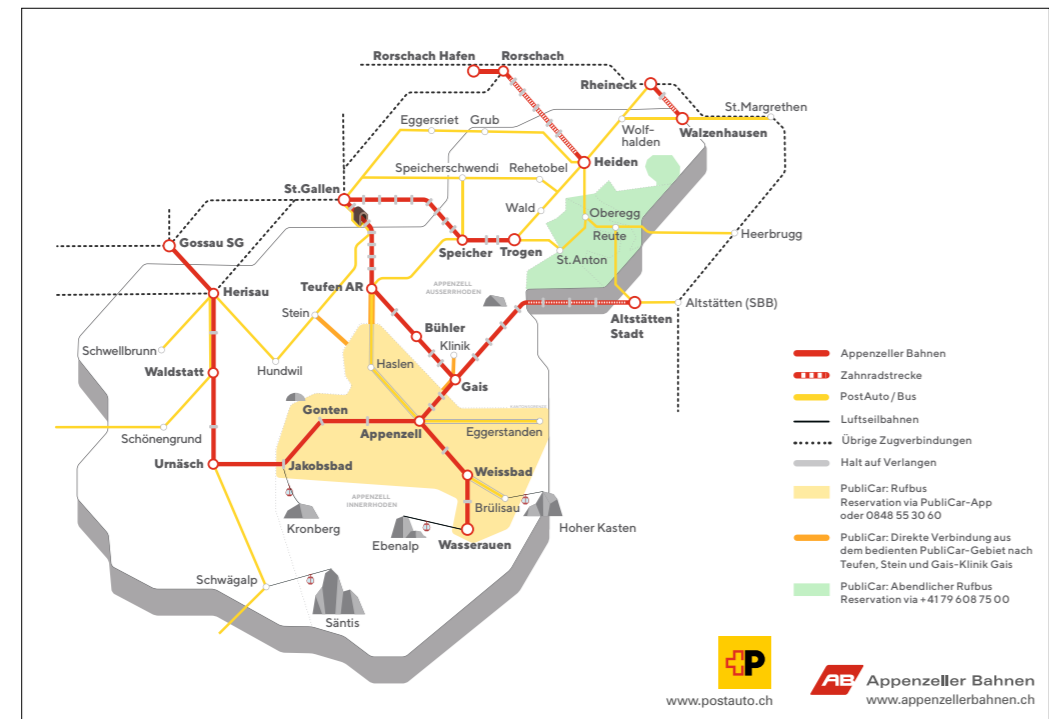 Rorschach Hafen
Rorschach
Rheineck
St.Margrethen
Eggersriet
Grub
Wolf-
halden
Walzenhausen
Heiden
Speicherschwendi
Rehetobel
St.Gallen
Wald
Oberegg
Reute
Heerbrugg
Gossau SG
Speicher
Trogen
St.Anton
Teufen AR
APPENZELL
AUSSERRHODEN
Herisau
Altstätten (SBB)
Altstätten
Stadt
Stein
Bühler
Klinik
Schwellbrunn
Hundwil
Haslen
Waldstatt
Gais
Gonten
Appenzell
Eggerstanden
Schönengrund
Urnäsch
Jakobsbad
Weissbad
APPENZELL
INNERRHODEN
Brülisau
Kronberg
Hoher Kasten
Ebenalp
Wasserauen
Schwägalp
Säntis
Appenzeller Bahnen
Zahnradstrecke
PostAuto / Bus
Luftseilbahnen
Übrige Zugverbindungen
Halt auf Verlangen
PubliCar: Rufbus
Reservation via PubliCar-App
oder 0848 55 30 60
PubliCar: Direkte Verbindung aus
dem bedienten PubliCar-Gebiet nach
Teufen, Stein und Gais-Klinik Gais
PubliCar: Abendlicher Rufbus
Reservation via +41 79 608 75 00
P
www.postauto.ch
AB Appenzeller Bahnen
www.appenzellerbahnen.ch